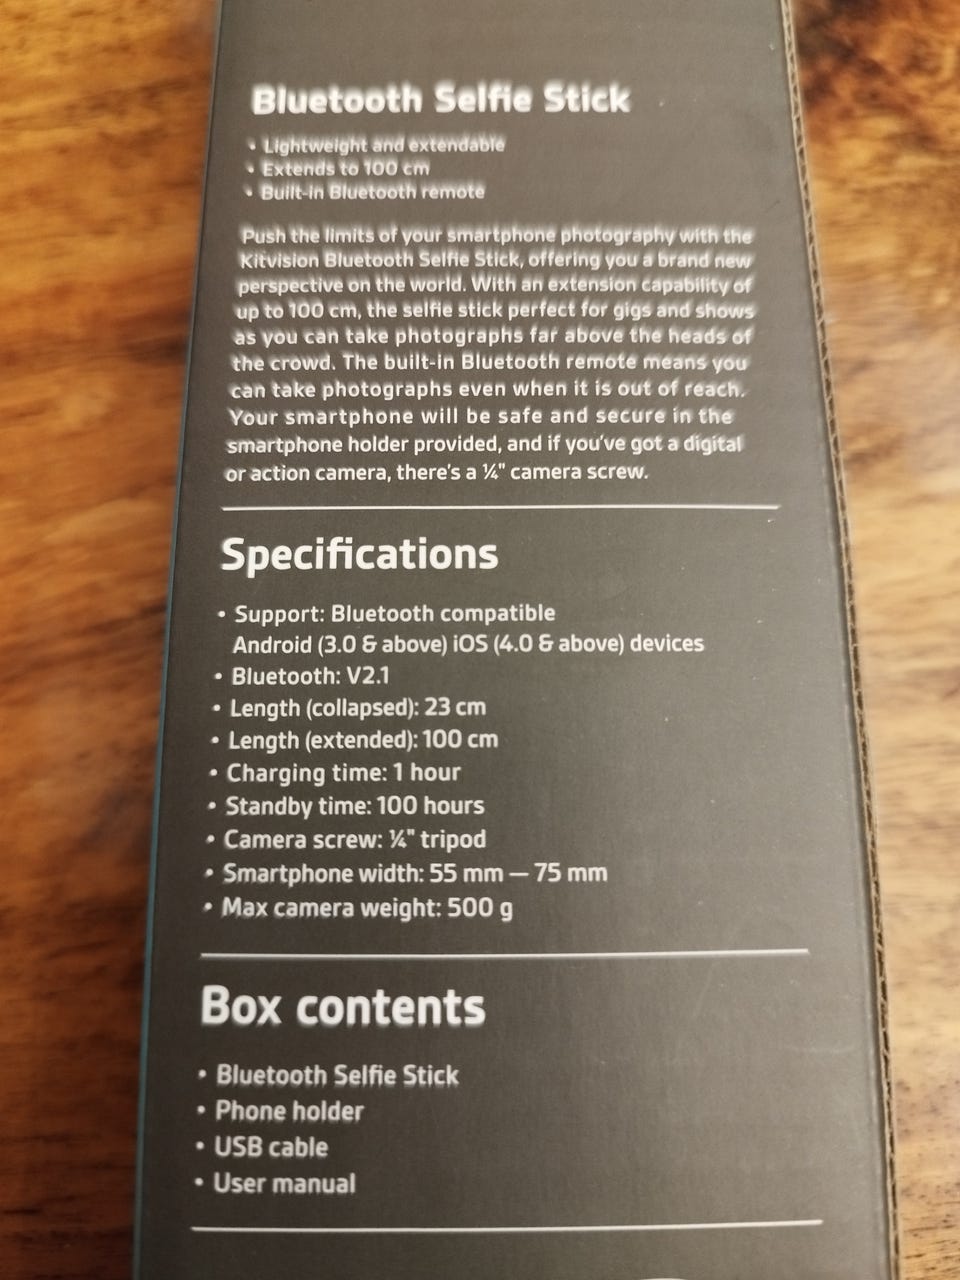 Bluetooth Selfie Stick
• Lightweight and extendable
• Extends to 100 cm
• Built-in Bluetooth remote
Push the limits of your smartphone photography with the
Kitvision Bluetooth Selfie Stick, offering you a brand new
perspective on the world. With an extension capability of
up to 100 cm, the selfie stick perfect for gigs and shows
as you can take photographs far above the heads of
the crowd. The built-in Bluetooth remote means you
can take photographs even when it is out of reach.
Your smartphone will be safe and secure in the
smartphone holder provided, and if you've got a digital
or action camera, there's a ¼" camera screw.
Specifications
• Support: Bluetooth compatible
Android (3.0 & above) iOS (4.0 & above) devices
• Bluetooth: V2.1
• Length (collapsed): 23 cm
• Length (extended): 100 cm
• Charging time: 1 hour
• Standby time: 100 hours
• Camera screw: ¼" tripod
• Smartphone width: 55 mm — 75 mm
• Max camera weight: 500 g
Box contents
• Bluetooth Selfie Stick
• Phone holder
• USB cable
• User manual